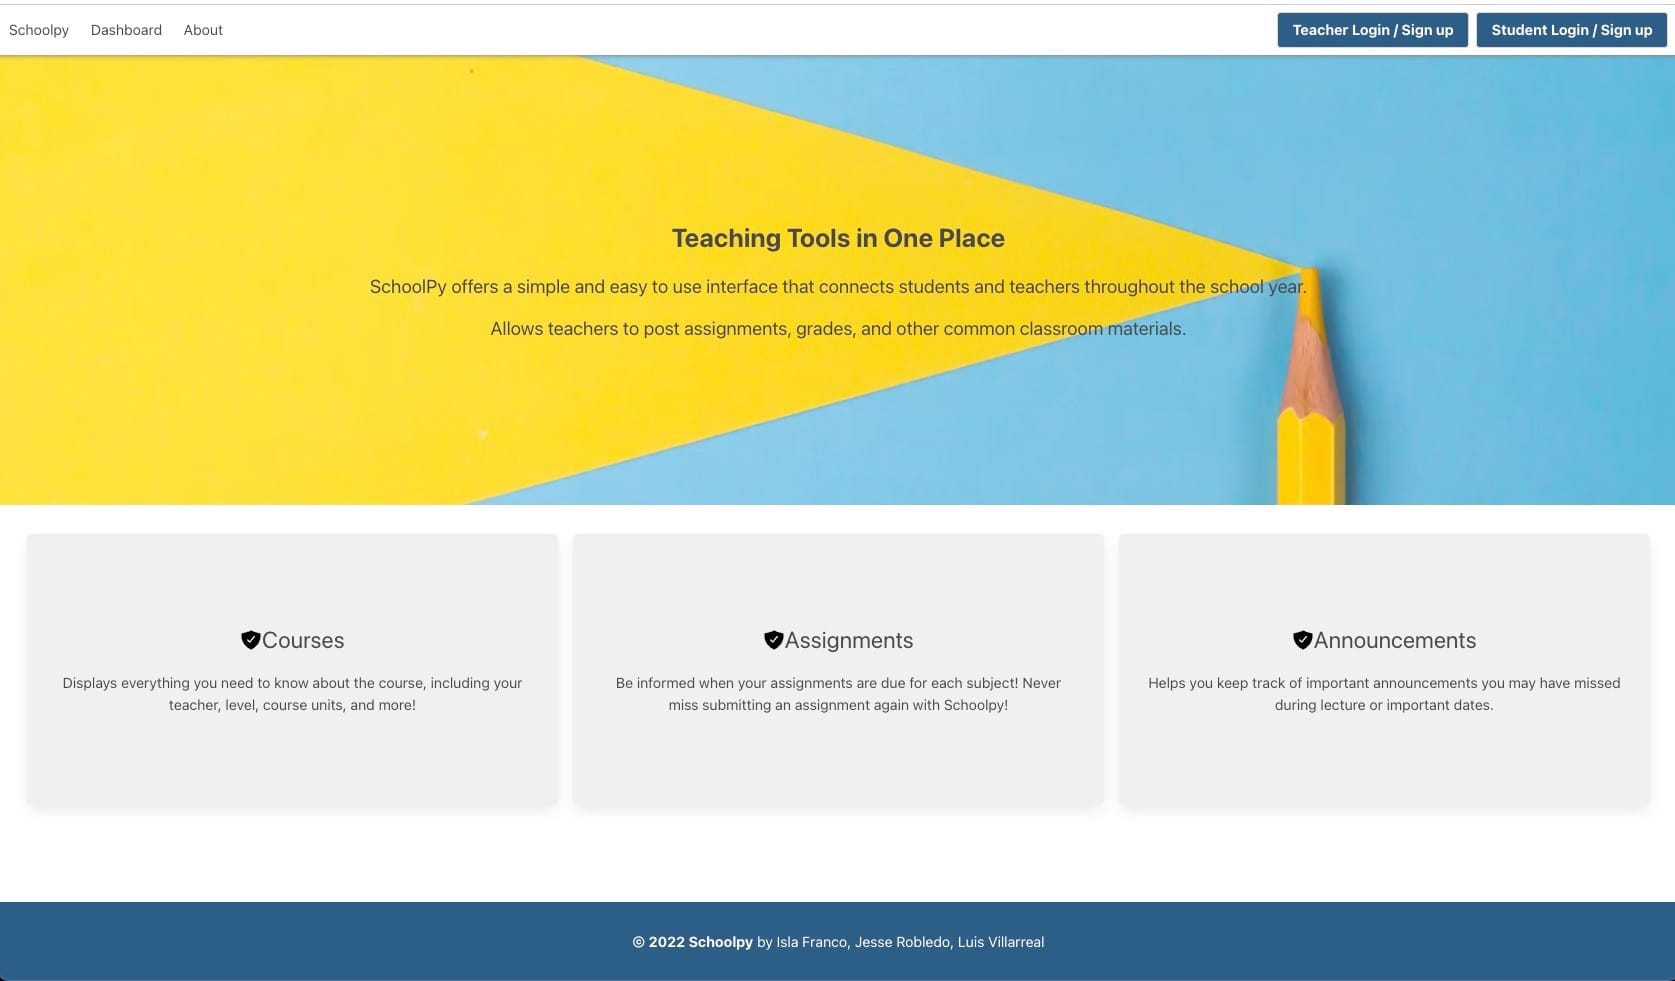 Schoolpy Dashboard About Teacher Login / Sign up Student Login / Sign up
Teaching Tools in One Place
SchoolPy offers a simple and easy to use interface that connects students and teachers throughout the school year.
Allows teachers to post assignments, grades, and other common classroom materials.
Courses
Displays everything you need to know about the course, including your
teacher, level, course units, and more!
Assignments
Be informed when your assignments are due for each subject! Never
miss submitting an assignment again with Schoolpy!
Announcements
Helps you keep track of important announcements you may have missed
during lecture or important dates.
© 2022 Schoolpy by Isla Franco, Jesse Robledo, Luis Villarreal